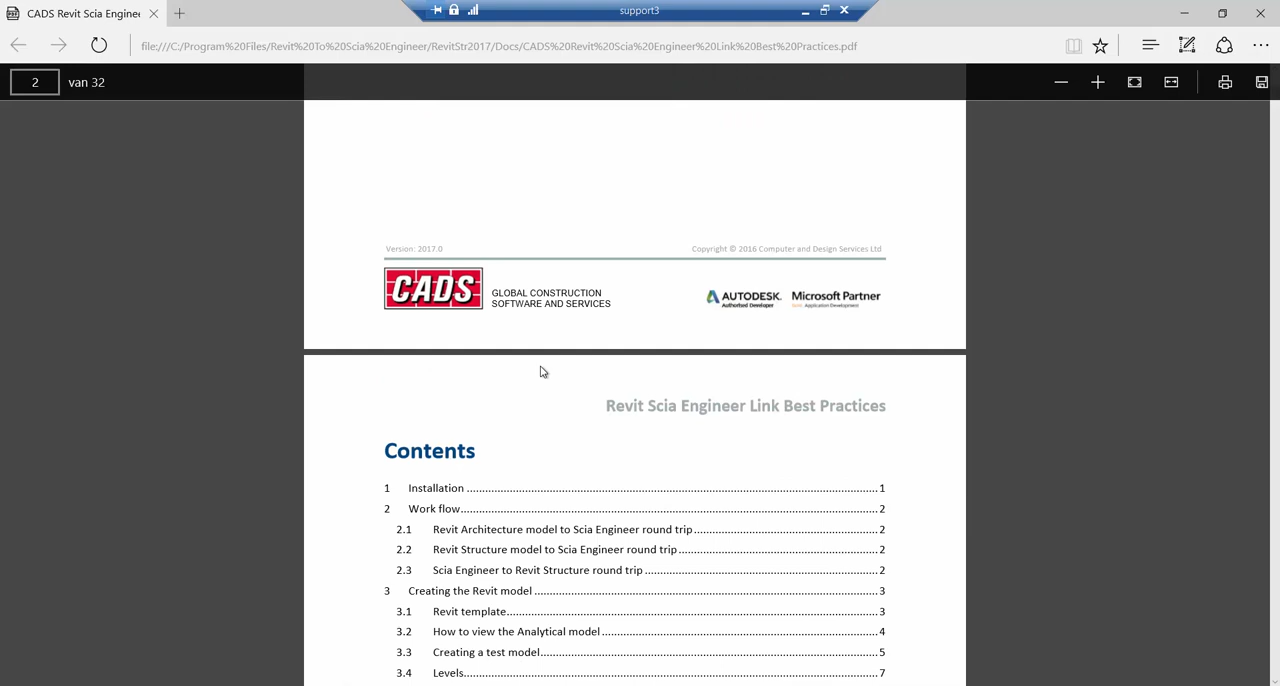 CADS Revit Scia Enginee
support3
file:///C:/Program%20Files/Revit%20To%20Scia%20Engineer/RevitStr2017/Docs/CADS%20Revit%20Scia%20Engineer%20Link%20Best%20Practices.pdf
2 van 32
Version: 2017.0 Copyright © 2016 Computer and Design Services Ltd
CADS GLOBAL CONSTRUCTION
SOFTWARE AND SERVICES
AUTODESK. Microsoft Partner
Authorised Developer Application Development
Revit Scia Engineer Link Best Practices
Contents
1 Installation 1
2 Work flow 2
2.1 Revit Architecture model to Scia Engineer round trip 2
2.2 Revit Structure model to Scia Engineer round trip 2
2.3 Scia Engineer to Revit Structure round trip 2
3 Creating the Revit model 3
3.1 Revit template 3
3.2 How to view the Analytical model 4
3.3 Creating a test model 5
3.4 Levels 7